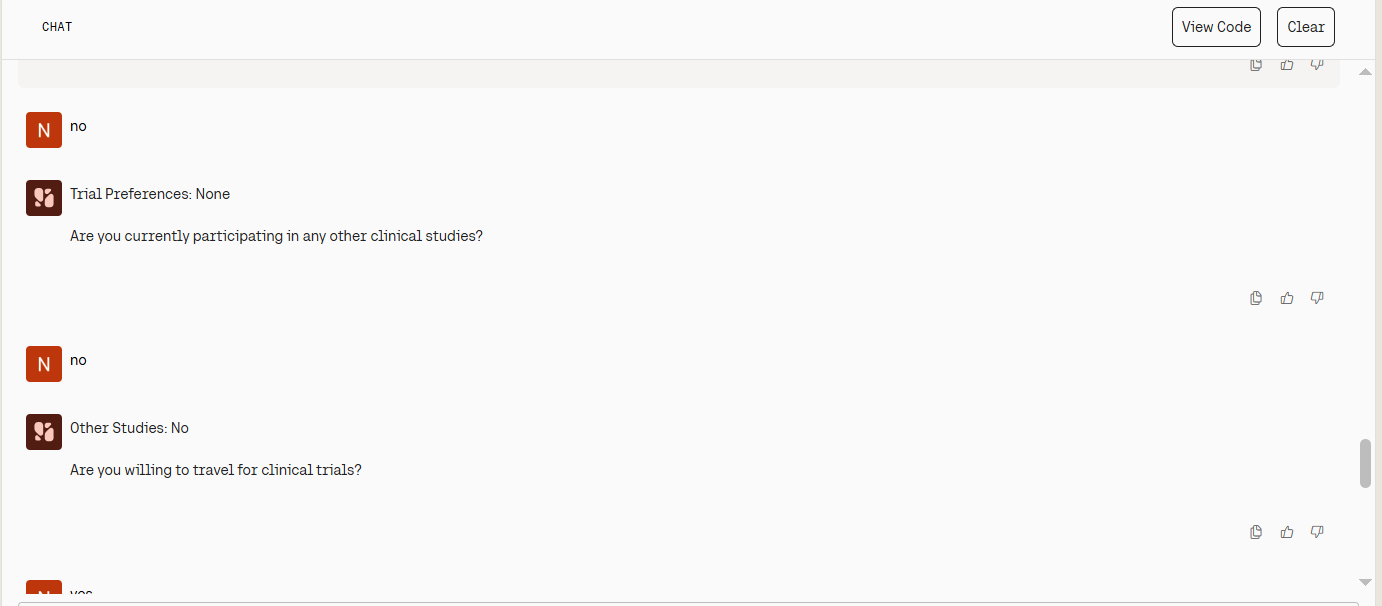 CHAT
View Code
Clear
N
no
Trial Preferences: None
Are you currently participating in any other clinical studies?
N
no
Other Studies: No
Are you willing to travel for clinical trials?
N
yes